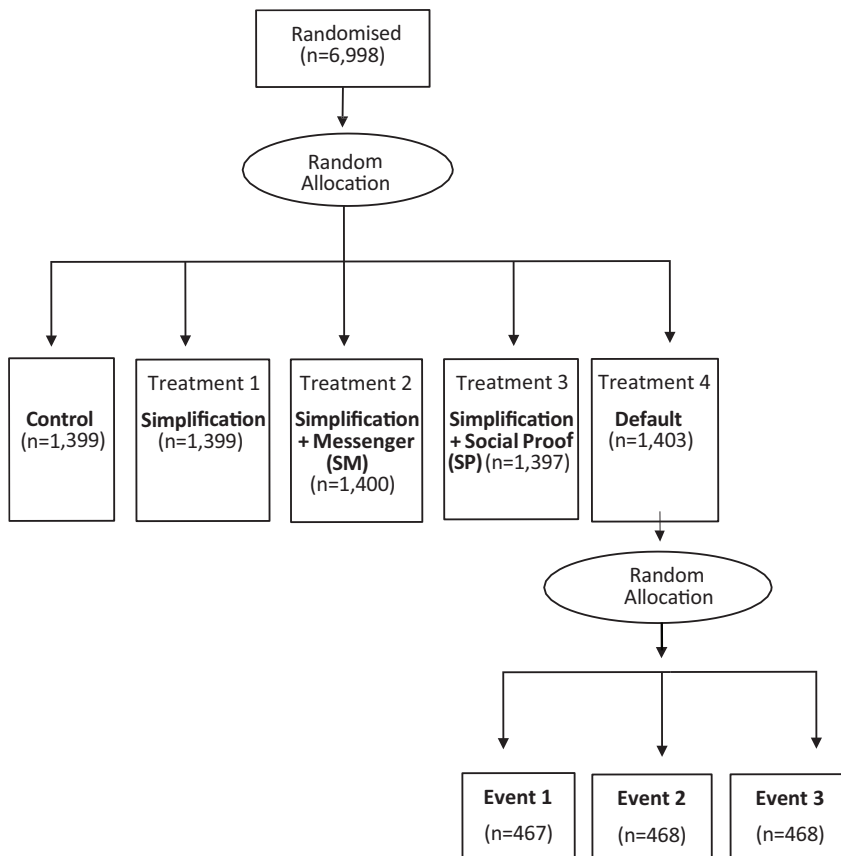 Randomised
(n=6,998)
Random
Allocation
Control
(n=1,399)
Treatment 1
Simplification
(n=1,399)
Treatment 2
Simplification
+ Messenger
(SM)
(n=1,400)
Treatment 3
Simplification
+ Social Proof
(SP) (n=1,397)
Treatment 4
Default
(n=1,403)
Random
Allocation
Event 1
(n=467)
Event 2
(n=468)
Event 3
(n=468)